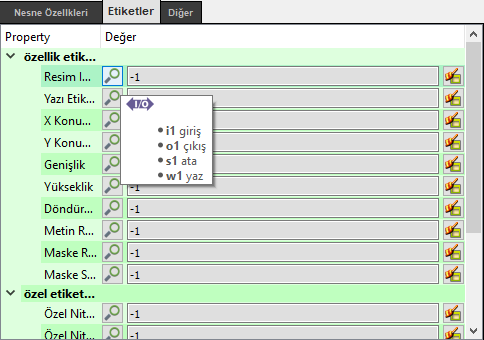 Nesne Özellikleri Etiketler Diğer
Property Değer
özellik etik...
Resim I... -1
Yazı Etik...
X Konu...
Y Konu...
Genişlik
Yükseklik -1
Döndür... -1
Metin R... -1
Maske R... -1
Maske S... -1
I/O
• i1 giriş
• o1 çıkış
• s1 ata
• w1 yaz
özel etiket...
Özel Nit... -1
Özel Nit... -1